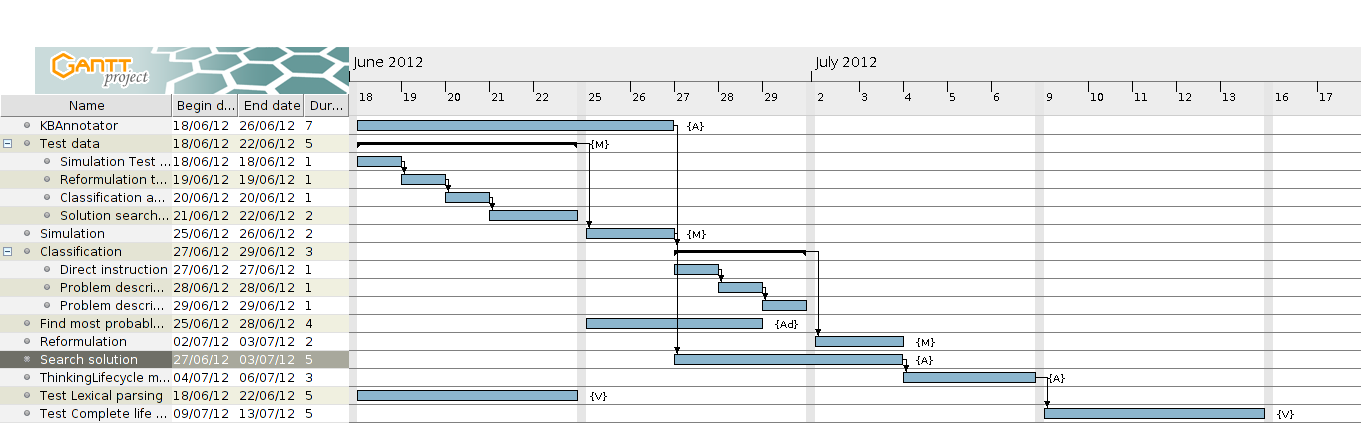 GANTT
project
June 2012 July 2012
18 19 20 21 22 25 26 27 28 29 2 3 4 5 6 9 10 11 12 13 16 17
Name Begin d... End date Dur...
KBAnnotator 18/06/12 26/06/12 7 {A}
Test data 18/06/12 22/06/12 5 {M}
Simulation Test ... 18/06/12 18/06/12 1
Reformulation t... 19/06/12 19/06/12 1
Classification a... 20/06/12 20/06/12 1
Solution search... 21/06/12 22/06/12 2
Simulation 25/06/12 26/06/12 2 {M}
Classification 27/06/12 29/06/12 3
Direct instruction 27/06/12 27/06/12 1
Problem descri... 28/06/12 28/06/12 1
Problem descri... 29/06/12 29/06/12 1
Find most probabl... 25/06/12 28/06/12 4 {Ad}
Reformulation 02/07/12 03/07/12 2 {M}
Search solution 27/06/12 03/07/12 5 {A}
ThinkingLifecycle m... 04/07/12 06/07/12 3 {A}
Test Lexical parsing 18/06/12 22/06/12 5 {V}
Test Complete life ... 09/07/12 13/07/12 5 {V}